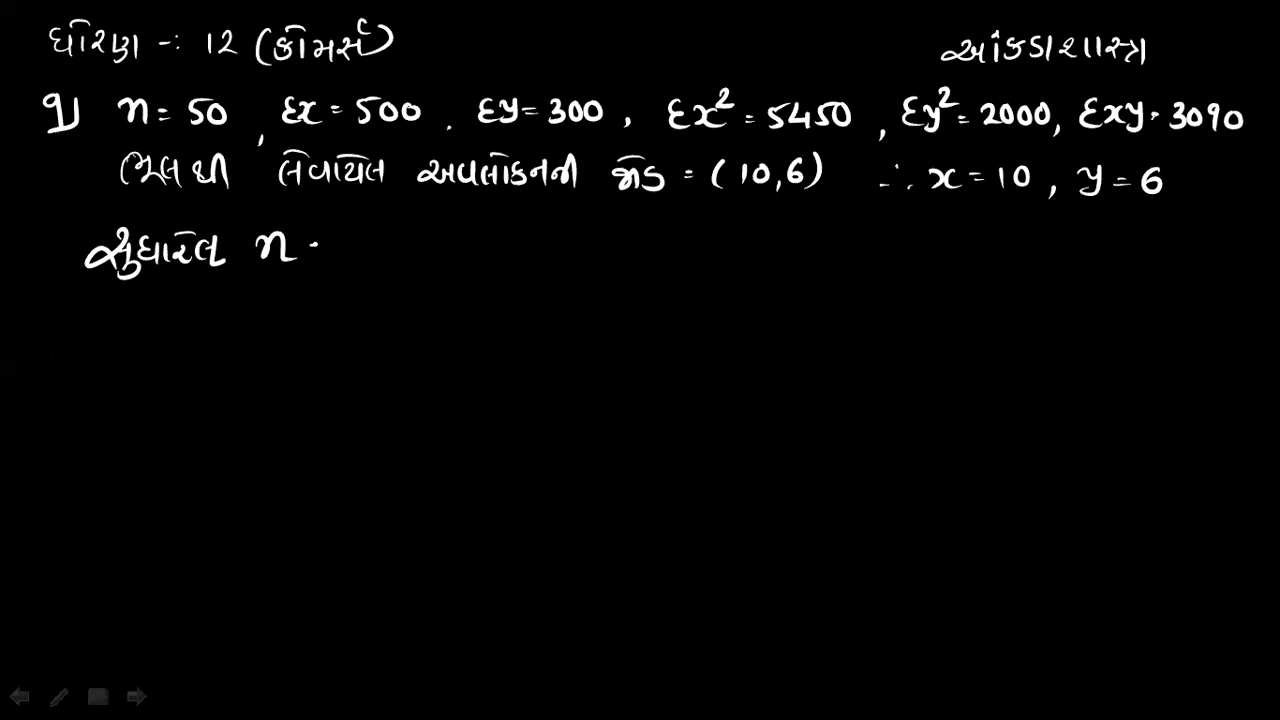 ધોરણ -: 12 (કોમર્સ) આંકડાશાસ્ત્ર
9) n = 50, Σx = 500, Σy = 300, Σx² = 5450, Σy² = 2000, Σxy = 3090
ભૂલથી લેવાયેલ અવલોકનની જોડ = (10,6) ∴ x = 10, y = 6
સુધારેલ n -